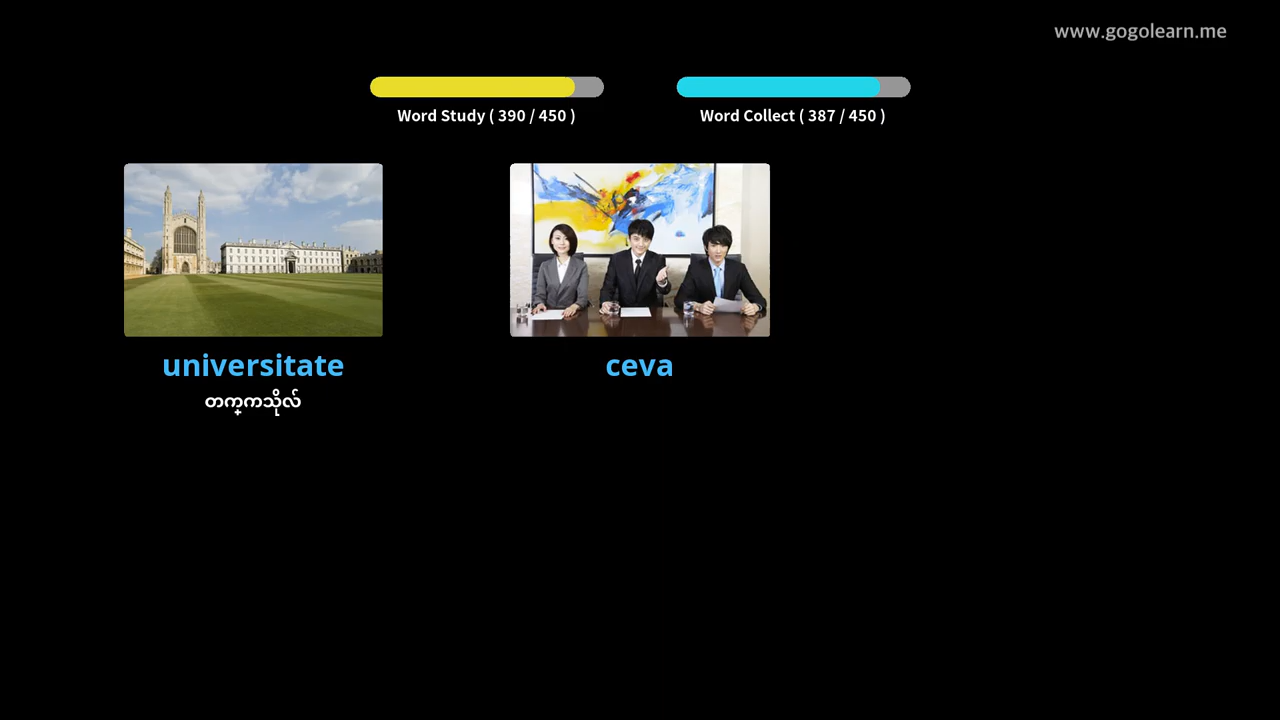 www.gogolearn.me
Word Study ( 390 / 450 )
Word Collect ( 387 / 450 )
universitate
တက္ကသိုလ်
ceva